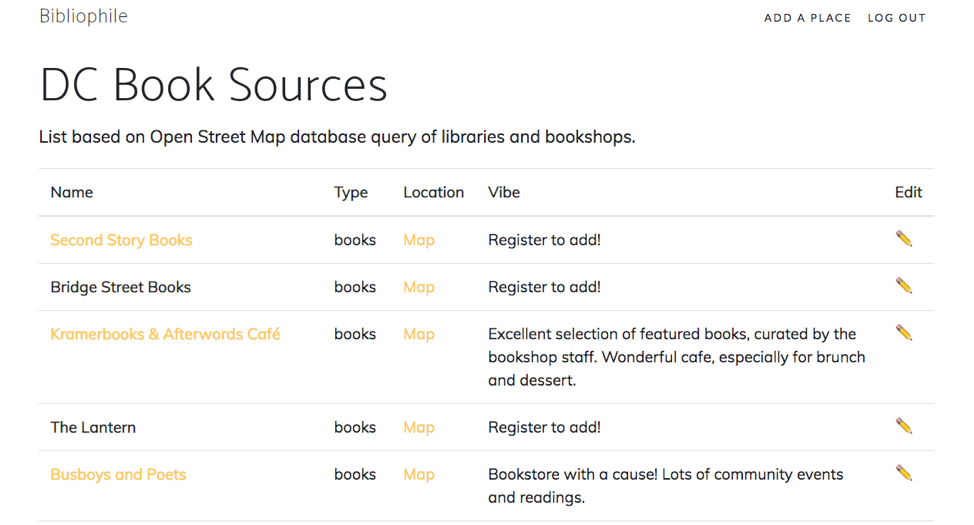 Bibliophile
ADD A PLACE LOG OUT
DC Book Sources
List based on Open Street Map database query of libraries and bookshops.
Name Type Location Vibe Edit
Second Story Books books Map Register to add!
Bridge Street Books books Map Register to add!
Kramerbooks & Afterwords Café books Map Excellent selection of featured books, curated by the
bookshop staff. Wonderful cafe, especially for brunch
and dessert.
The Lantern books Map Register to add!
Busboys and Poets books Map Bookstore with a cause! Lots of community events
and readings.